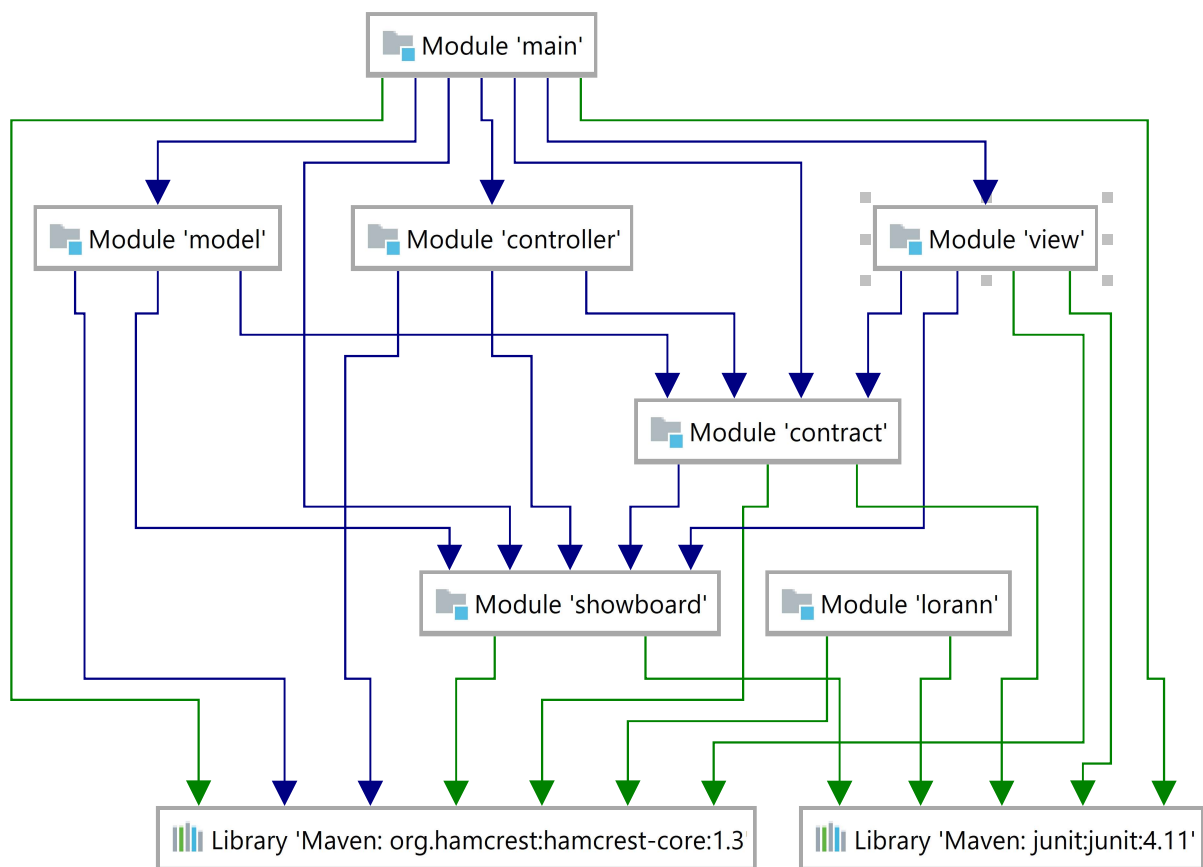 Module 'main'
Module 'model'
Module 'controller'
Module 'view'
Module 'contract'
Module 'showboard'
Module 'lorann'
Library 'Maven: org.hamcrest:hamcrest-core:1.3'
Library 'Maven: junit:junit:4.11'